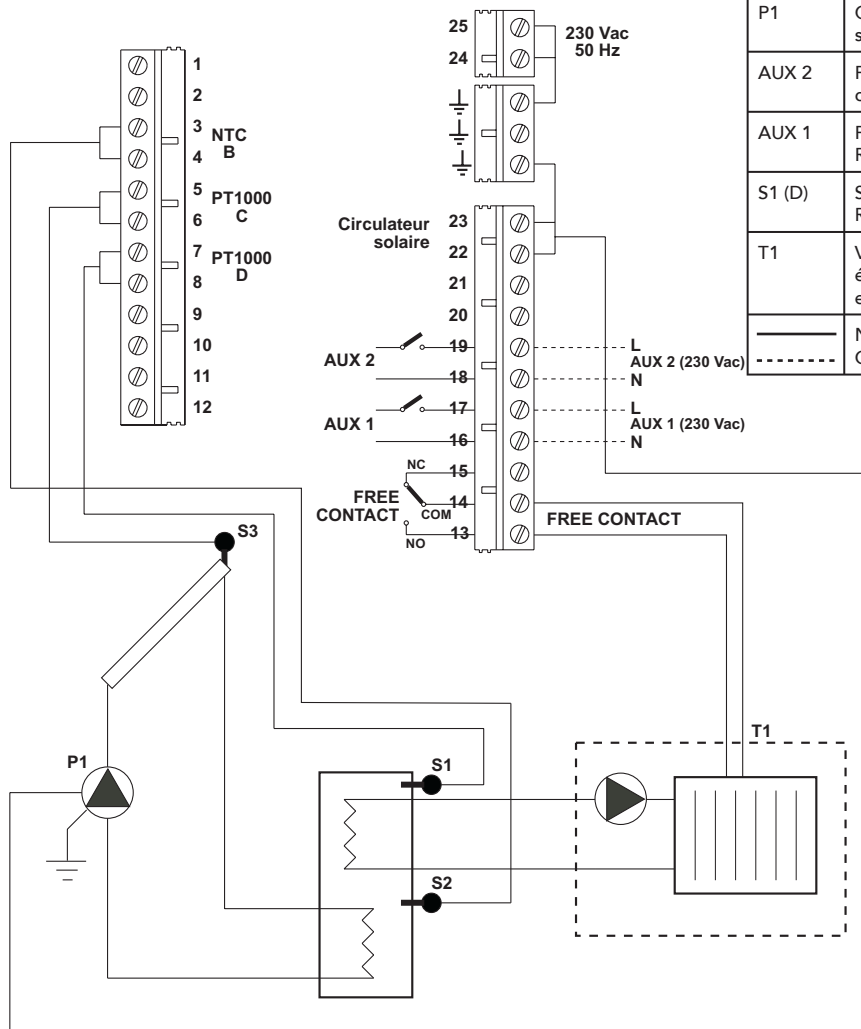 1
2
3
4
NTC
B
5
6
PT1000
C
7
8
PT1000
D
9
10
11
12
25
24
230 Vac
50 Hz
Circulateur
solaire
23
22
21
20
19
18
17
16
15
14
13
AUX 2
AUX 1
L
AUX 2 (230 Vac)
N
L
AUX 1 (230 Vac)
N
NC
FREE
CONTACT
COM
NO
FREE CONTACT
P1
AUX 2
AUX 1
S1 (D)
T1
S3
T1
P1
S1
S2